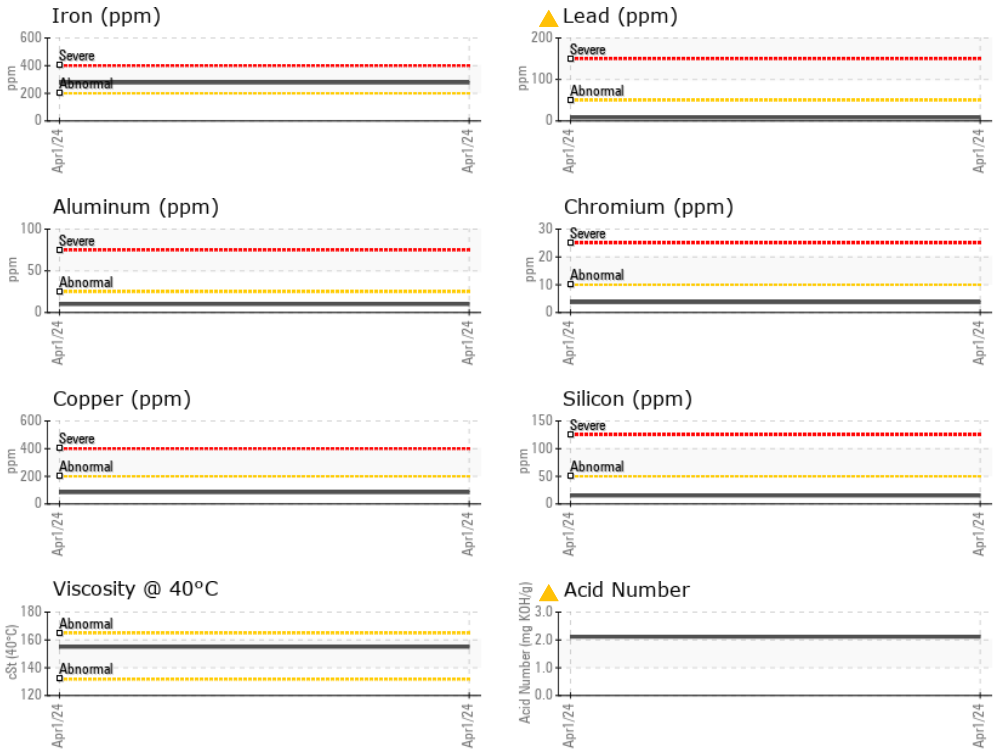 Iron (ppm)
600
400
200
0
ppm
Severe
Abnormal
Apr1/24
Apr1/24
Lead (ppm)
200
100
0
ppm
Severe
Abnormal
Apr1/24
Apr1/24
Aluminum (ppm)
100
50
0
ppm
Severe
Abnormal
Apr1/24
Apr1/24
Chromium (ppm)
30
20
10
0
ppm
Severe
Abnormal
Apr1/24
Apr1/24
Copper (ppm)
600
400
200
0
ppm
Severe
Abnormal
Apr1/24
Apr1/24
Silicon (ppm)
150
100
50
0
ppm
Severe
Abnormal
Apr1/24
Apr1/24
Viscosity @ 40°C
180
160
140
120
cSt (40°C)
Abnormal
Abnormal
Apr1/24
Apr1/24
Acid Number
3.0
2.0
1.0
0.0
Acid Number (mg KOH/g)
Apr1/24
Apr1/24